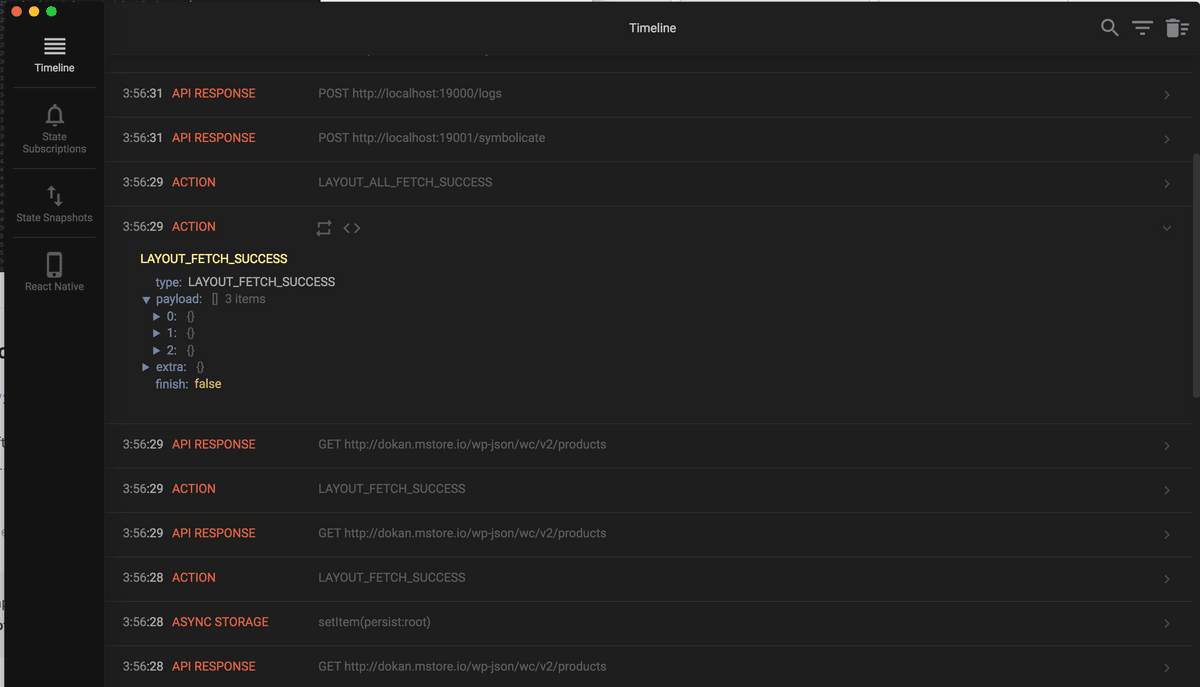 Timeline
Timeline
State
Subscriptions
State Snapshots
React Native
3:56:31 API RESPONSE POST http://localhost:19000/logs
3:56:31 API RESPONSE POST http://localhost:19001/symbolicate
3:56:29 ACTION LAYOUT_ALL_FETCH_SUCCESS
3:56:29 ACTION
LAYOUT_FETCH_SUCCESS
type: LAYOUT_FETCH_SUCCESS
payload: [] 3 items
0: {}
1: {}
2: {}
extra: {}
finish: false
3:56:29 API RESPONSE GET http://dokan.mstore.io/wp-json/wc/v2/products
3:56:29 ACTION LAYOUT_FETCH_SUCCESS
3:56:29 API RESPONSE GET http://dokan.mstore.io/wp-json/wc/v2/products
3:56:28 ACTION LAYOUT_FETCH_SUCCESS
3:56:28 ASYNC STORAGE setItem(persist:root)
3:56:28 API RESPONSE GET http://dokan.mstore.io/wp-json/wc/v2/products